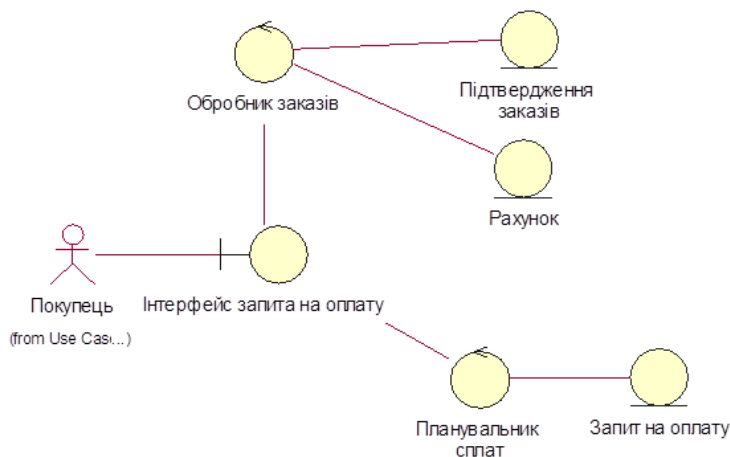 Обробник заказів
Підтвердження
заказів
Рахунок
Покупець
(from Use Cas...)
Інтерфейс запита на оплату
Планувальник
сплат
Запит на оплату